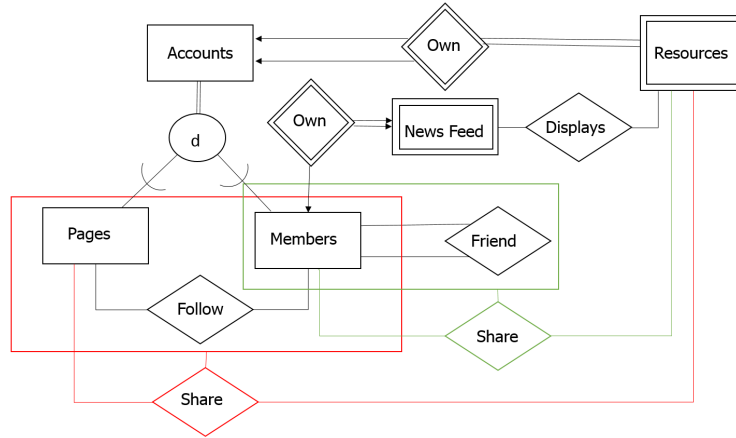 Own
Accounts
Resources
Own
News Feed
Displays
d
Pages
Members
Friend
Follow
Share
Share